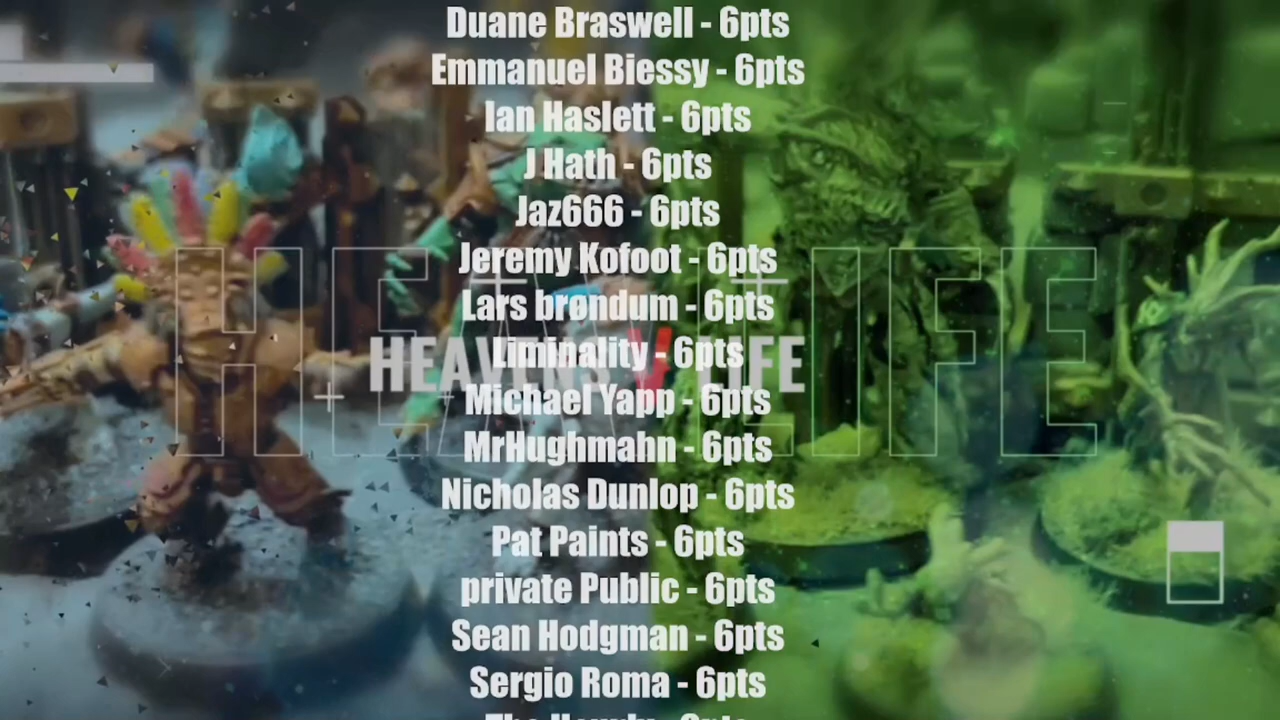 Duane Braswell - 6pts
Emmanuel Biessy - 6pts
Ian Haslett - 6pts
J Hath - 6pts
Jaz666 - 6pts
Jeremy Kofoot - 6pts
Lars brøndum - 6pts
Liminality - 6pts
HEAVENS V LIFE
Michael Yapp - 6pts
MrHughmahn - 6pts
Nicholas Dunlop - 6pts
Pat Paints - 6pts
private Public - 6pts
Sean Hodgman - 6pts
Sergio Roma - 6pts